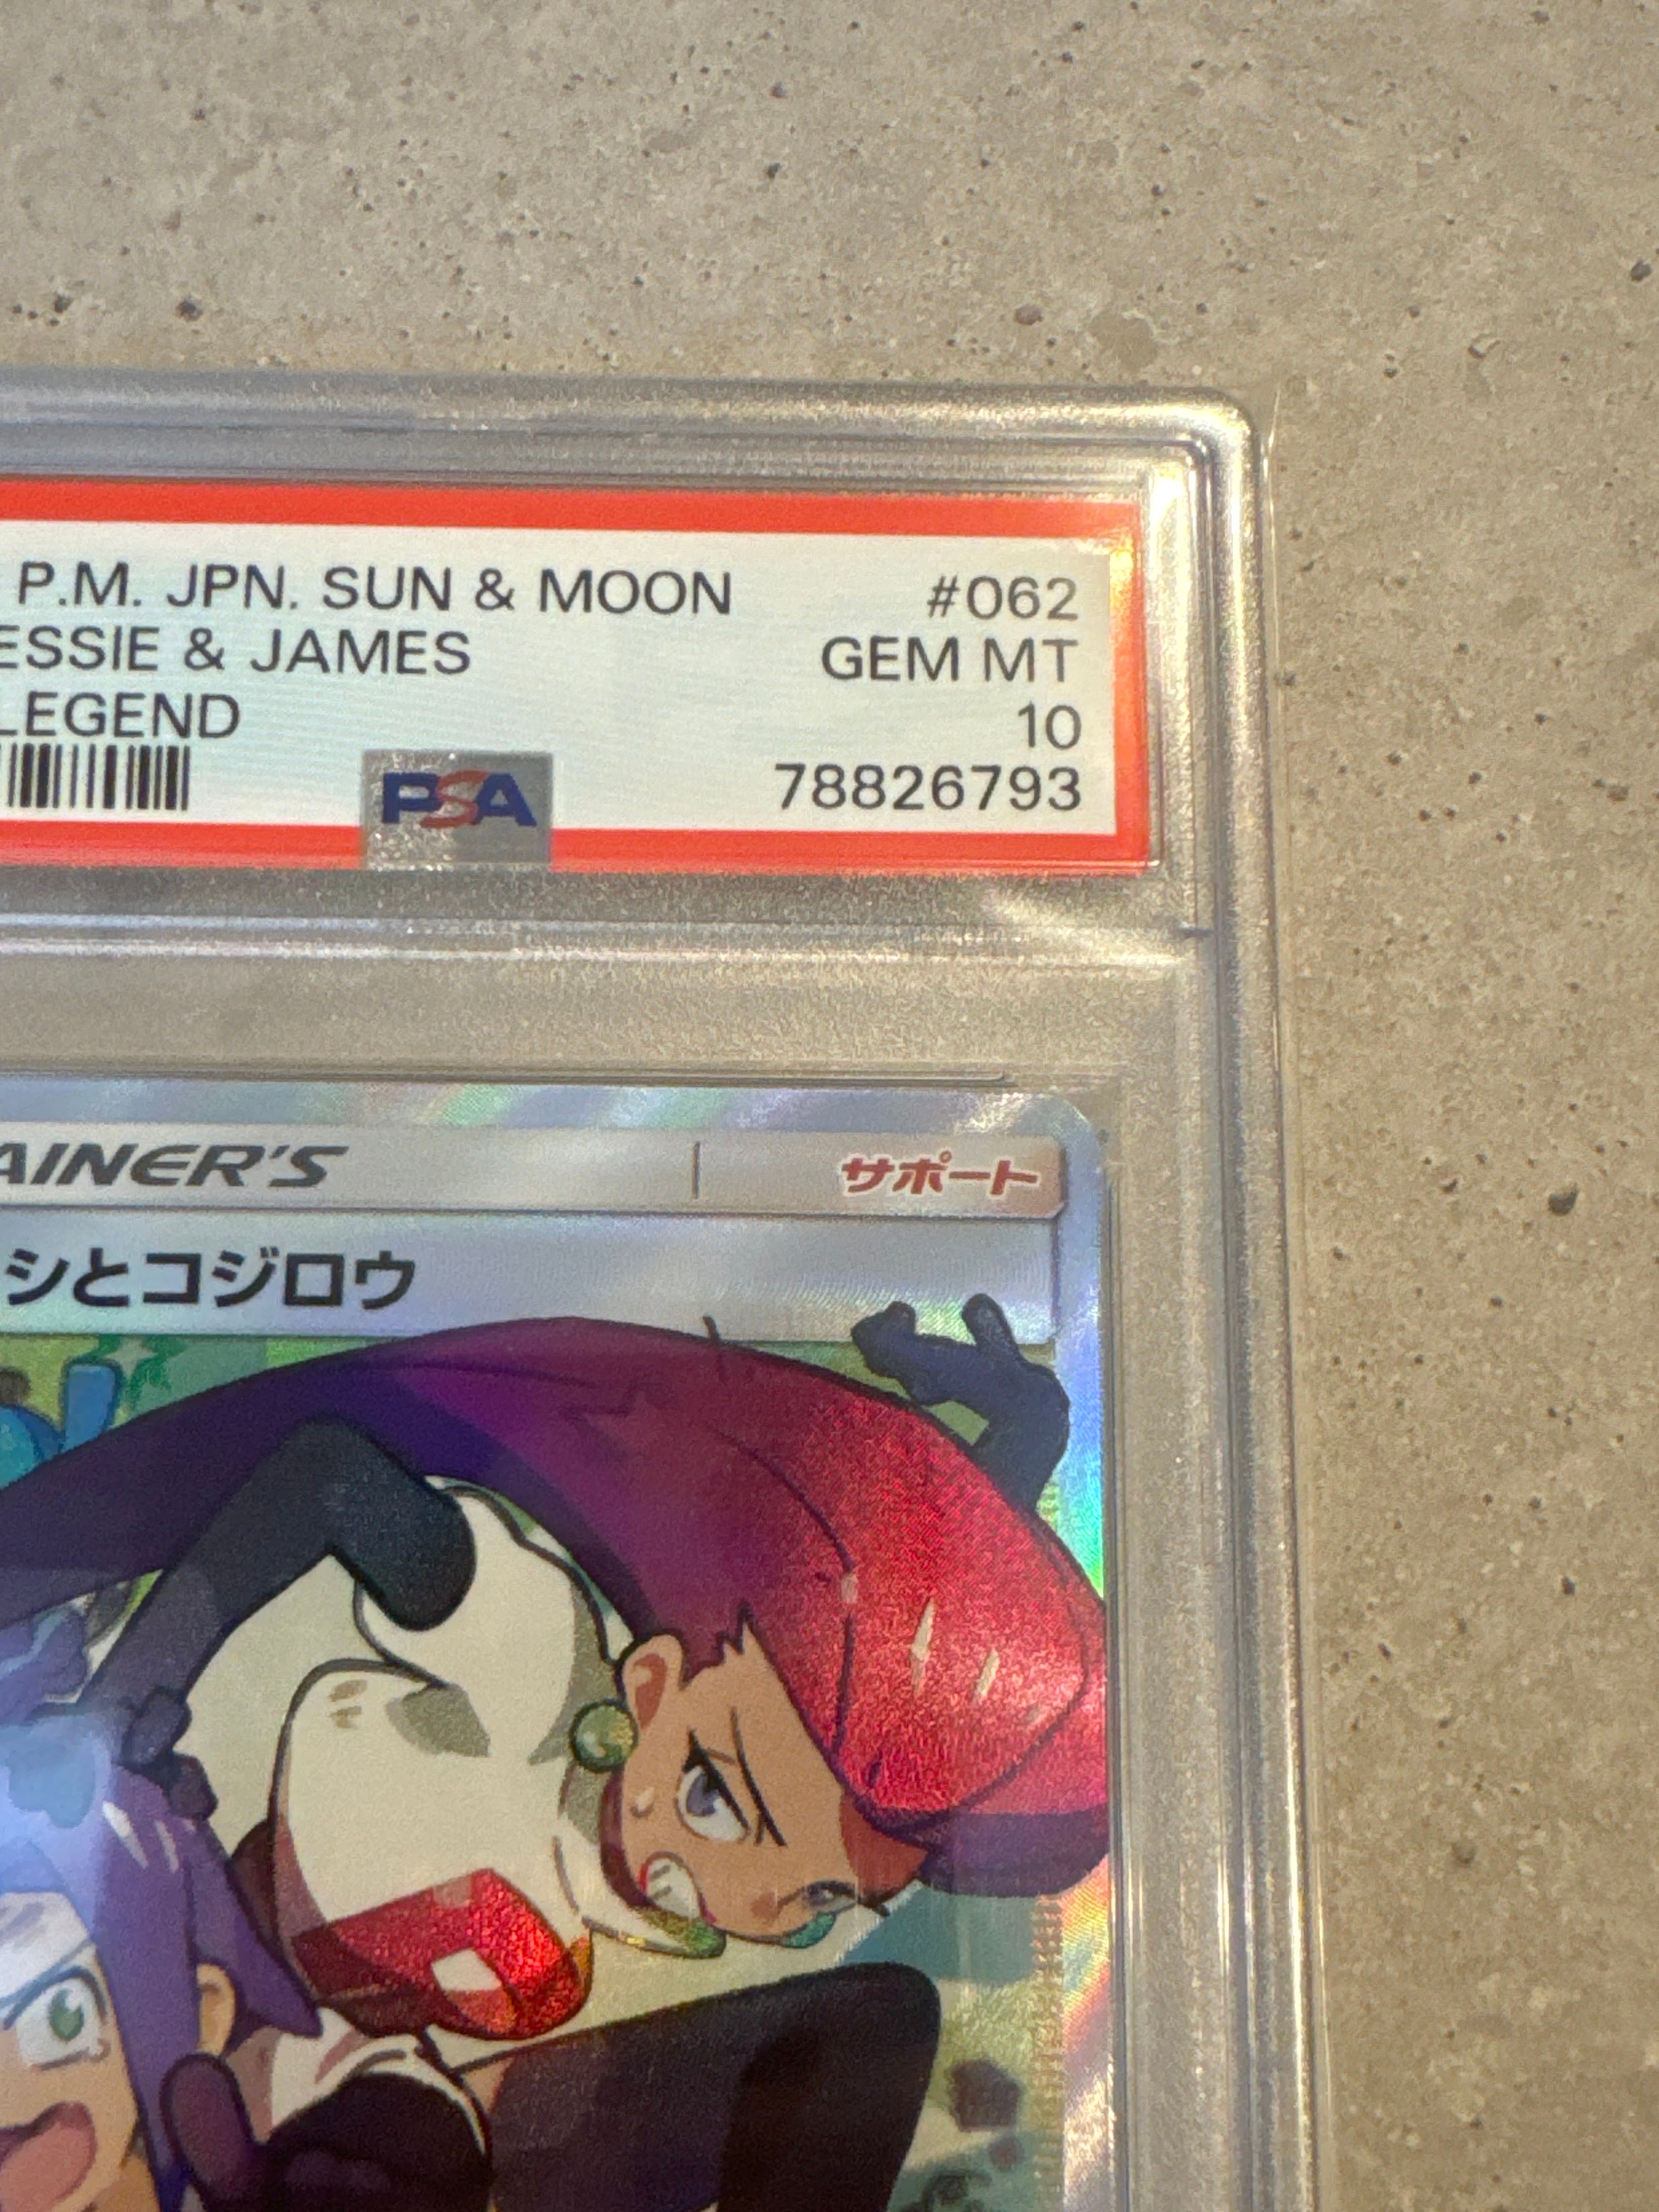 P.M. JPN. SUN & MOON #062
ESSIE & JAMES GEM MT
LEGEND 10
PSA 78826793
AINER'S サポート
シとコジロウ